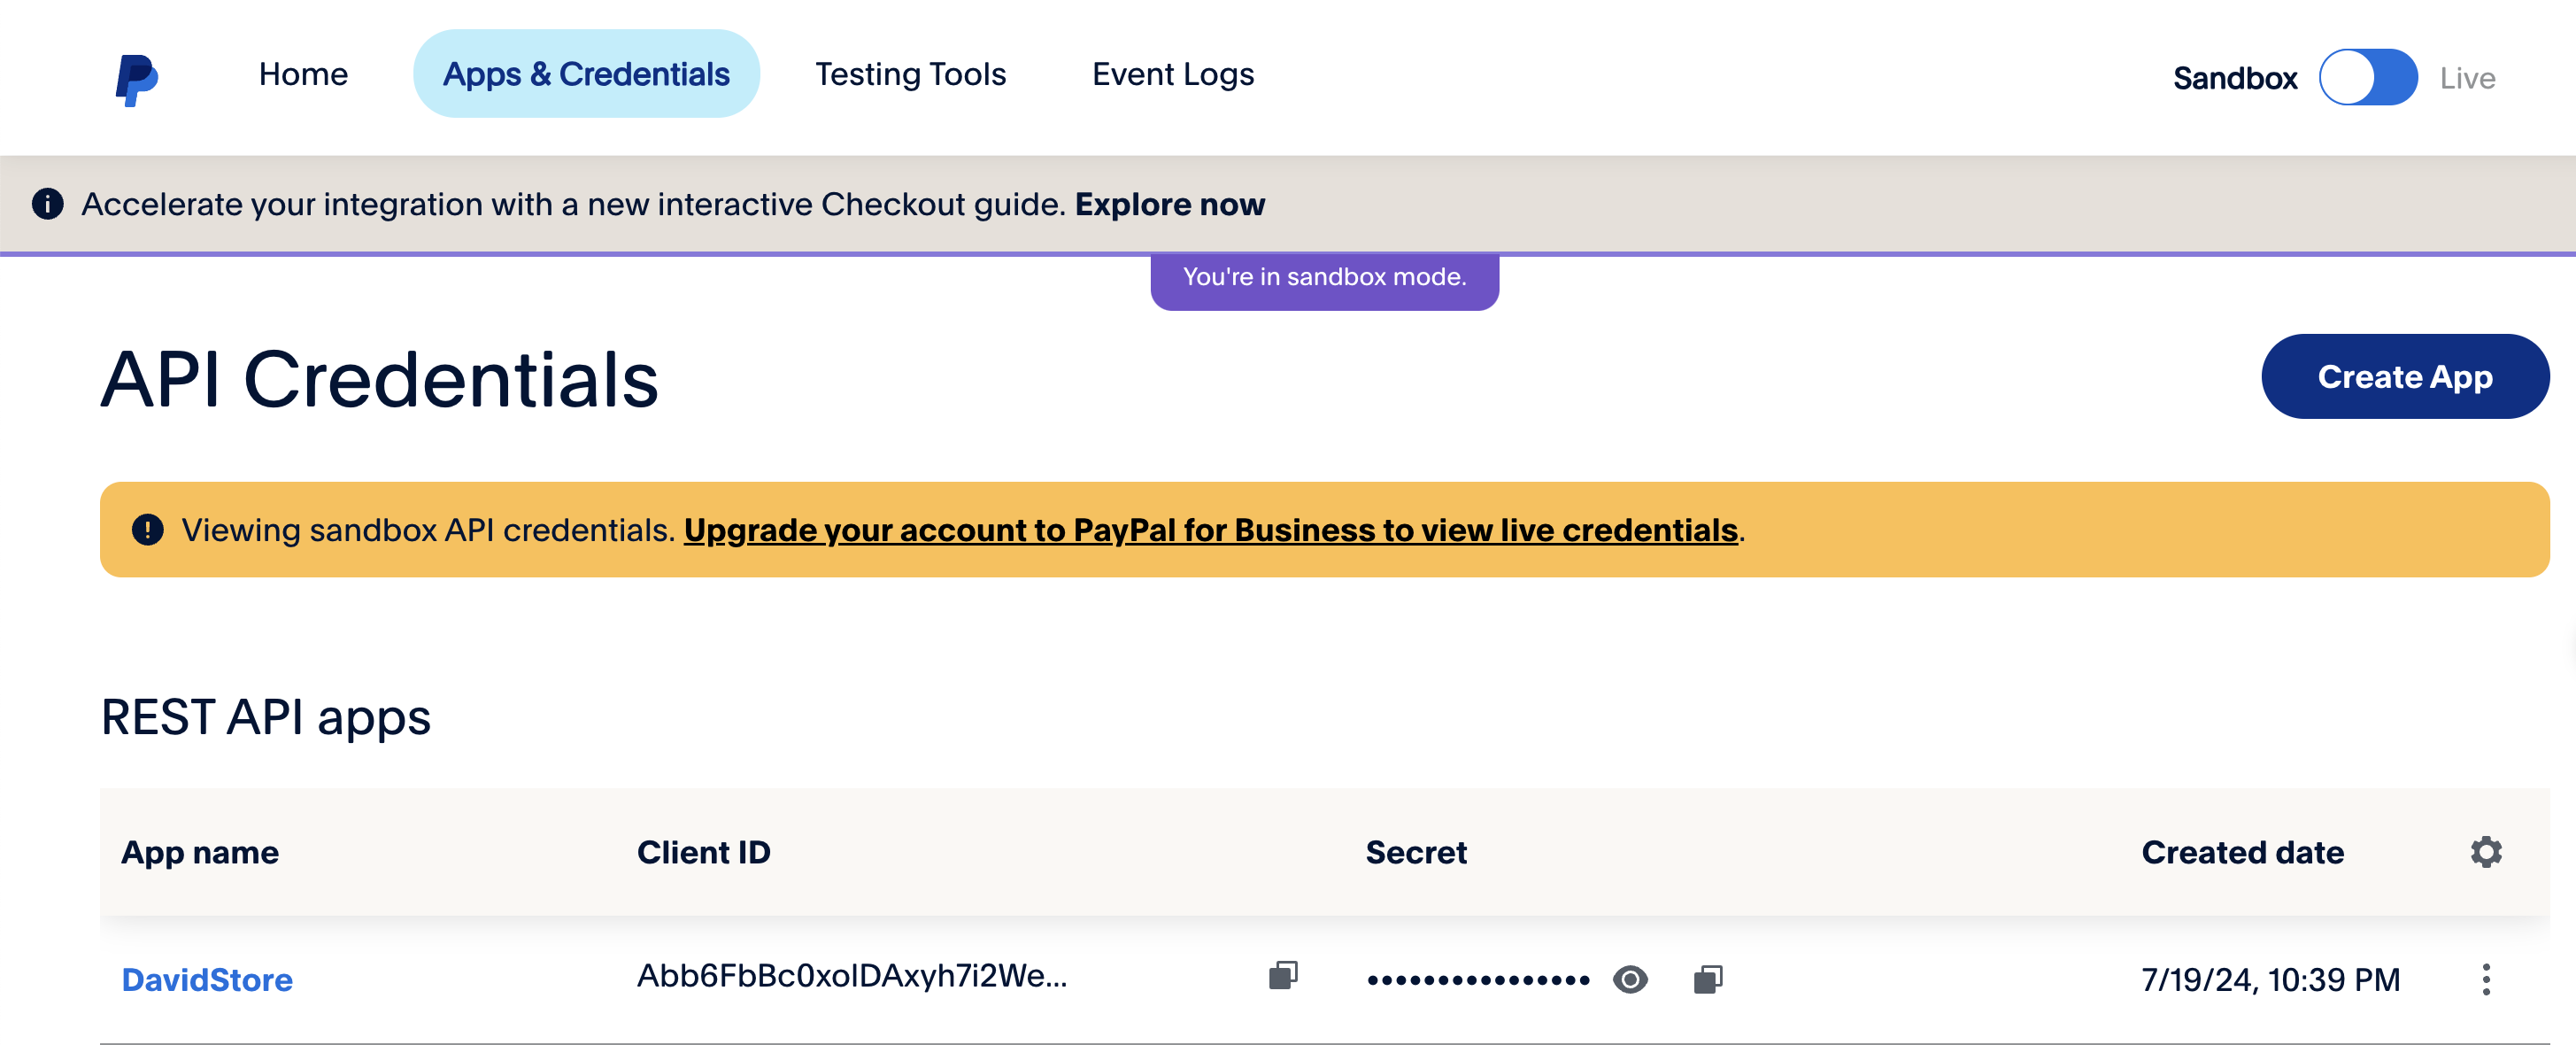 Home Apps & Credentials Testing Tools Event Logs Sandbox Live
Accelerate your integration with a new interactive Checkout guide. Explore now
You're in sandbox mode.
API Credentials Create App
Viewing sandbox API credentials. Upgrade your account to PayPal for Business to view live credentials.
REST API apps
App name Client ID Secret Created date
DavidStore Abb6FbBc0xolDAxyh7i2We... •••••••••••••••• 7/19/24, 10:39 PM